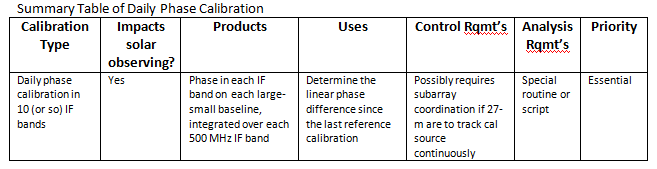 Summary Table of Daily Phase Calibration
Calibration Type | Impacts solar observing? | Products | Uses | Control Rqmt's | Analysis Rqmt's | Priority
Daily phase calibration in 10 (or so) IF bands | Yes | Phase in each IF band on each large-small baseline, integrated over each 500 MHz IF band | Determine the linear phase difference since the last reference calibration | Possibly requires subarray coordination if 27-m are to track cal source continuously | Special routine or script | Essential